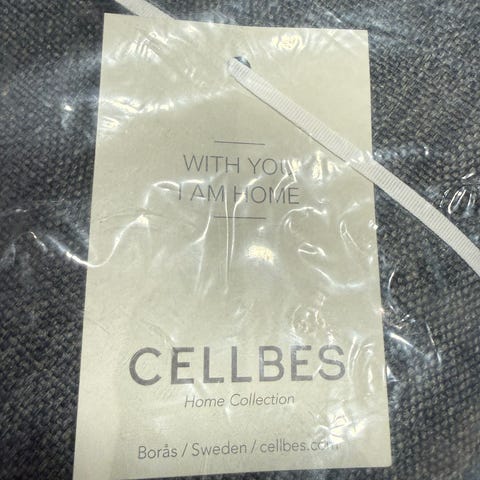 WITH YOU
I AM HOME
CELLBES
Home Collection
Borås / Sweden / cellbes.com